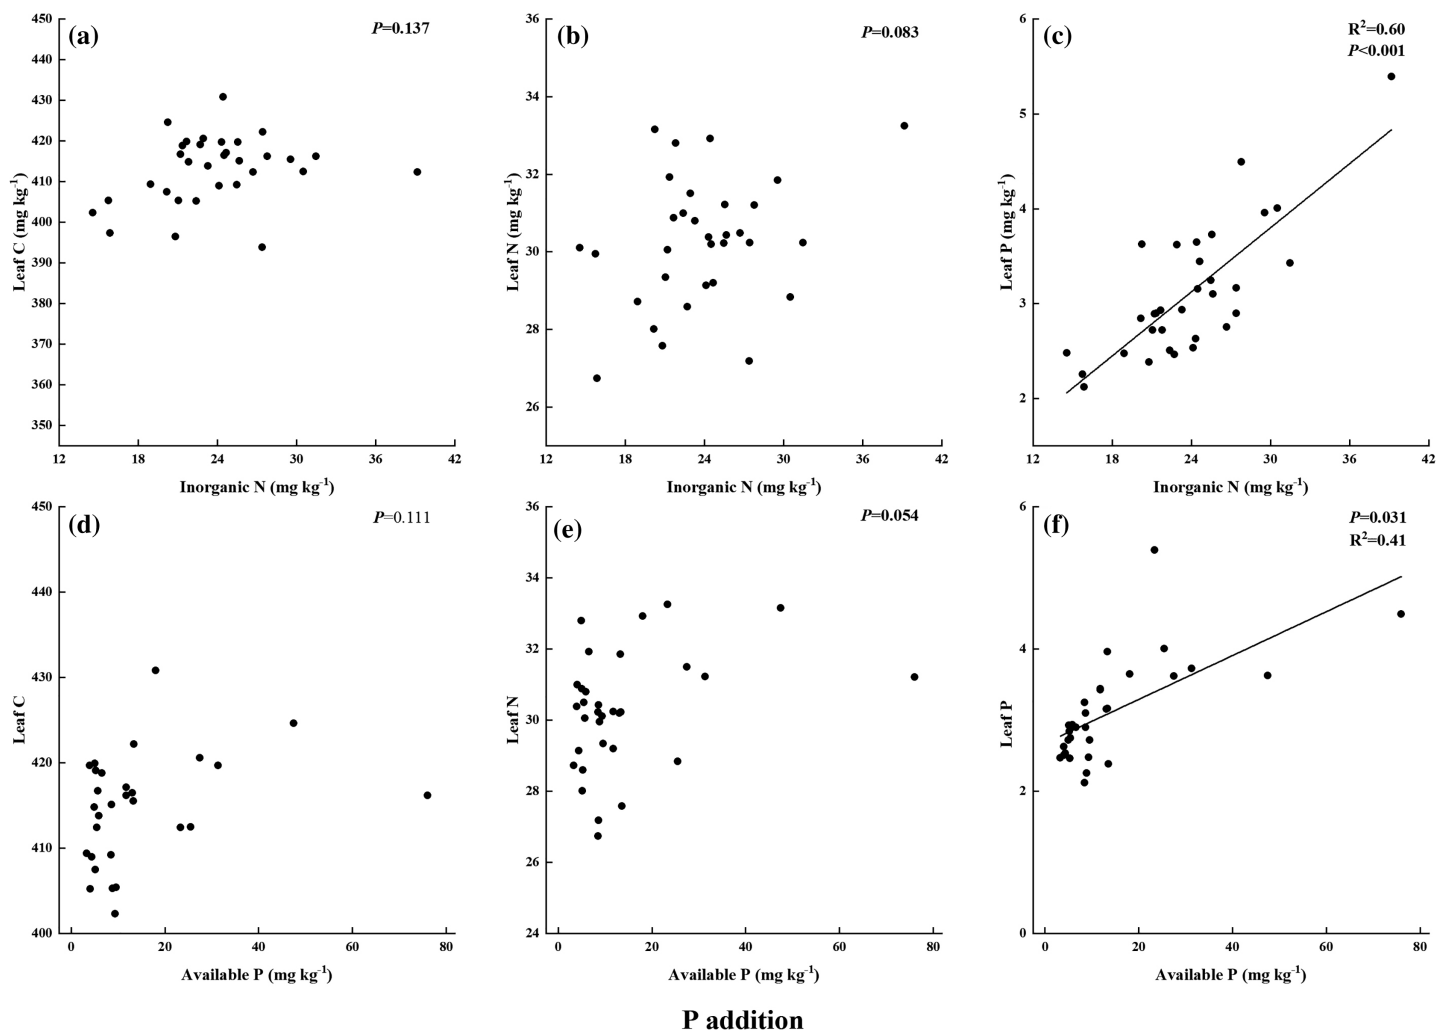 (a)
P=0.137
450
440
430
420
410
400
390
380
370
360
350
12
18
24
30
36
42
Leaf C (mg kg-1)
Inorganic N (mg kg-1)
(b)
P=0.083
36
34
32
30
28
26
12
18
24
30
36
42
Leaf N (mg kg-1)
Inorganic N (mg kg-1)
(c)
R2=0.60
P<0.001
6
5
4
3
2
12
18
24
30
36
42
Leaf P (mg kg-1)
Inorganic N (mg kg-1)
(d)
P=0.111
450
440
430
420
410
400
0
20
40
60
80
Leaf C
Available P (mg kg-1)
(e)
P=0.054
36
34
32
30
28
26
24
0
20
40
60
80
Leaf N
Available P (mg kg-1)
(f)
P=0.031
R2=0.41
6
4
2
0
0
20
40
60
80
Leaf P
Available P (mg kg-1)
P addition